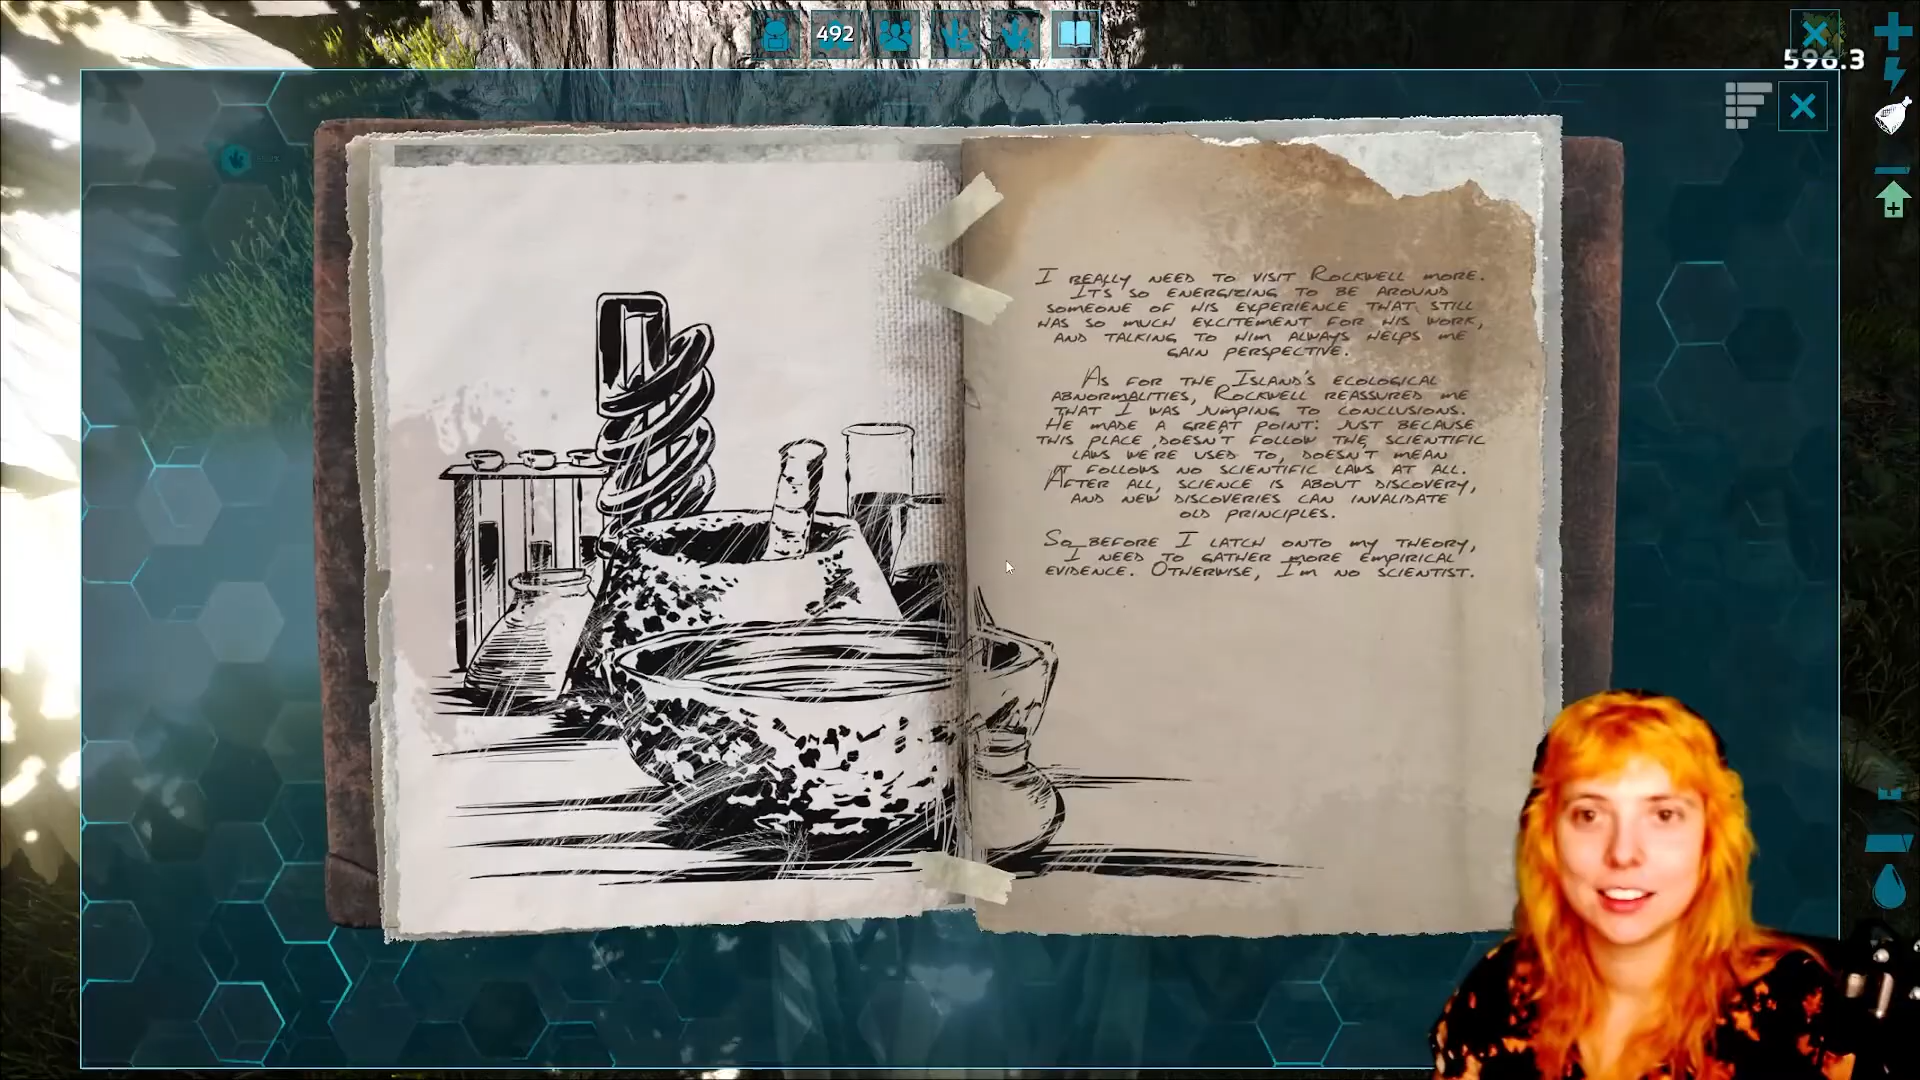 492
596.3
I REALLY NEED TO VISIT ROCKWELL MORE.
IT'S SO ENERGIZING TO BE AROUND
SOMEONE OF HIS EXPERIENCE THAT STILL
HAS SO MUCH EXCITEMENT FOR HIS WORK,
AND TALKING TO HIM ALWAYS HELPS ME
GAIN PERSPECTIVE.
AS FOR THE ISLAND'S ECOLOGICAL
ABNORMALITIES, ROCKWELL REASSURED ME
THAT I WAS JUMPING TO CONCLUSIONS.
HE MADE A GREAT POINT: JUST BECAUSE
THIS PLACE DOESN'T FOLLOW THE SCIENTIFIC
LAWS WE'RE USED TO, DOESN'T MEAN
IT FOLLOWS NO SCIENTIFIC LAWS AT ALL.
AFTER ALL, SCIENCE IS ABOUT DISCOVERY,
AND NEW DISCOVERIES CAN INVALIDATE
OLD PRINCIPLES.
SO BEFORE I LATCH ONTO MY THEORY,
I NEED TO GATHER MORE EMPIRICAL
EVIDENCE. OTHERWISE, I'M NO SCIENTIST.